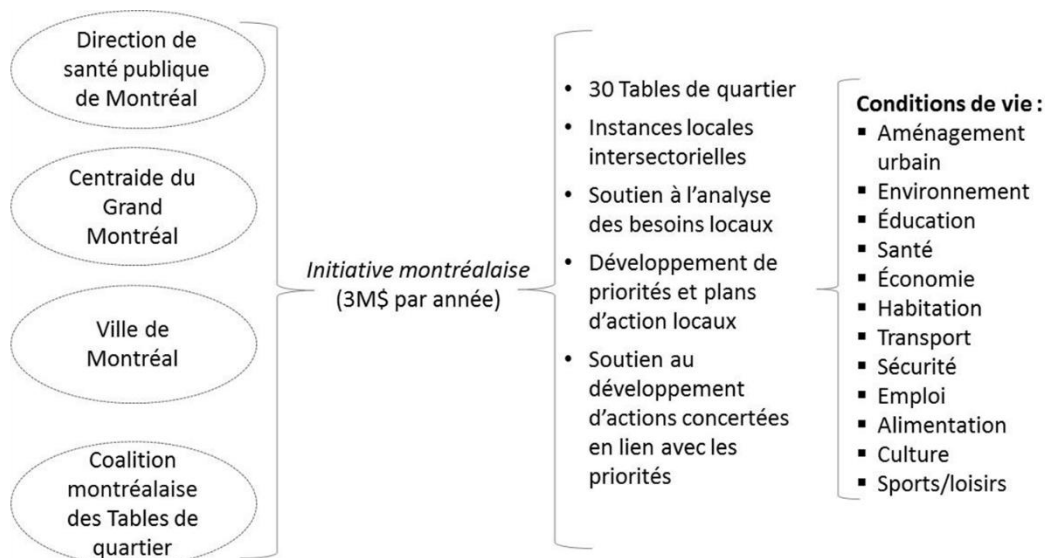 Direction de
santé publique
de Montréal
Centraide du
Grand
Montréal
Ville de
Montréal
Coalition
montréalaise
des Tables de
quartier
Initiative montréalaise
(3M$ par année)
• 30 Tables de quartier
• Instances locales
intersectorielles
• Soutien à l’analyse
des besoins locaux
• Développement de
priorités et plans
d’action locaux
• Soutien au
développement
d’actions concertées
en lien avec les
priorités
Conditions de vie :
▪ Aménagement
urbain
▪ Environnement
▪ Éducation
▪ Santé
▪ Économie
▪ Habitation
▪ Transport
▪ Sécurité
▪ Emploi
▪ Alimentation
▪ Culture
▪ Sports/loisirs